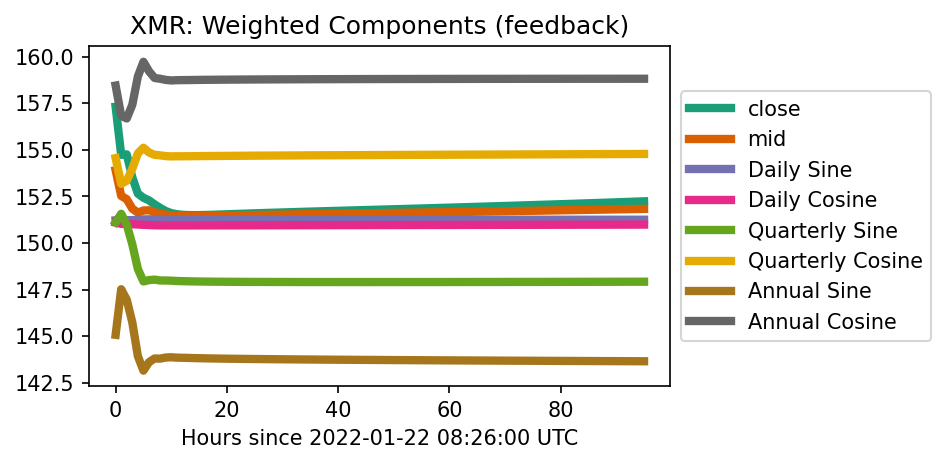 XMR: Weighted Components (feedback)
160.0
157.5
155.0
152.5
150.0
147.5
145.0
142.5
0 20 40 60 80
Hours since 2022-01-22 08:26:00 UTC
close
mid
Daily Sine
Daily Cosine
Quarterly Sine
Quarterly Cosine
Annual Sine
Annual Cosine